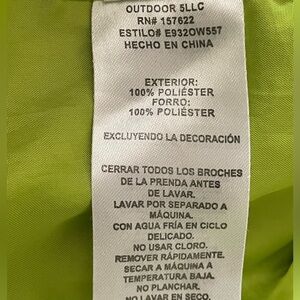 OUTDOOR 5LLC
RN# 157622
ESTILO# E932OW557
HECHO EN CHINA
EXTERIOR:
100% POLIÉSTER
FORRO:
100% POLIÉSTER
EXCLUYENDO LA DECORACIÓN
CERRAR TODOS LOS BROCHES
DE LA PRENDA ANTES
DE LAVAR.
LAVAR POR SEPARADO A
MÁQUINA.
CON AGUA FRÍA EN CICLO
DELICADO.
NO USAR CLORO.
REMOVER RÁPIDAMENTE.
SECAR A MÁQUINA A
TEMPERATURA BAJA.
NO PLANCHAR.
NO LAVAR EN SECO.